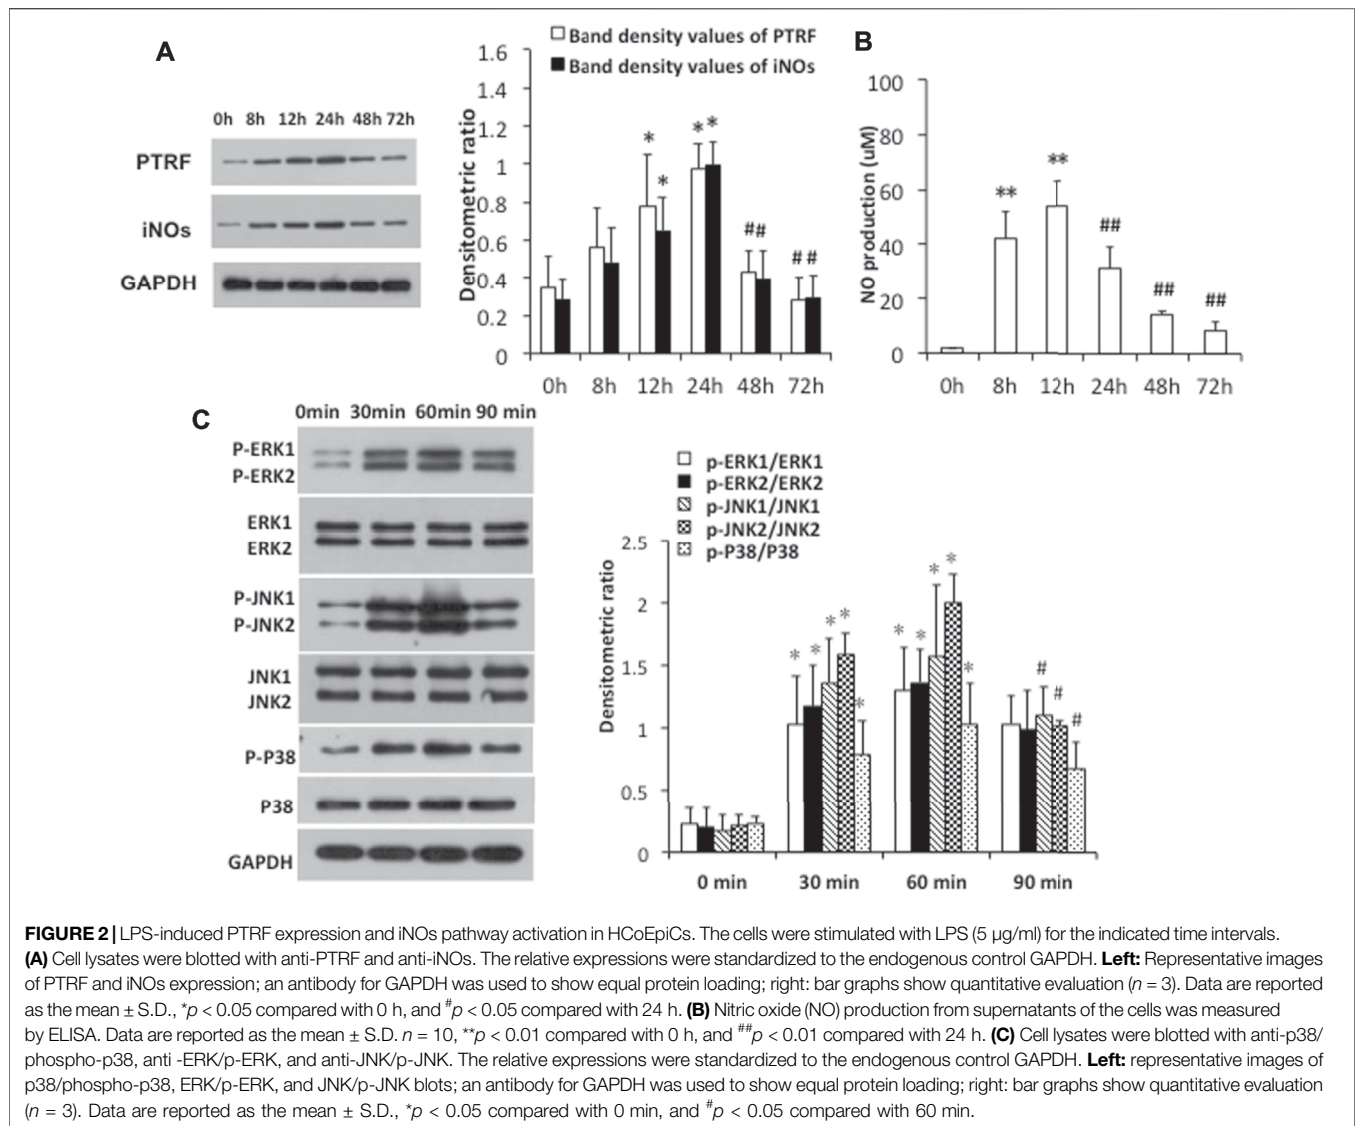 A
0h 8h 12h 24h 48h 72h
PTRF
iNOs
GAPDH
Band density values of PTRF
Band density values of iNOs
Densitometric ratio
1.6
1.4
1.2
1
0.8
0.6
0.4
0.2
0
* * * *
* *
## ##
0h 8h 12h 24h 48h 72h
B
NO production (uM)
100
80
60
40
20
0
** ** ## ## ##
0h 8h 12h 24h 48h 72h
C
0min 30min 60min 90 min
P-ERK1
P-ERK2
ERK1
ERK2
P-JNK1
P-JNK2
JNK1
JNK2
P-P38
P38
GAPDH
p-ERK1/ERK1
p-ERK2/ERK2
p-JNK1/JNK1
p-JNK2/JNK2
p-P38/P38
Densitometric ratio
2.5
2
1.5
1
0.5
0
* * * * *
* * * * *
# # #
0 min 30 min 60 min 90 min
FIGURE 2 | LPS-induced PTRF expression and iNOs pathway activation in HCoEpiCs. The cells were stimulated with LPS (5 µg/ml) for the indicated time intervals.
(A) Cell lysates were blotted with anti-PTRF and anti-iNOs. The relative expressions were standardized to the endogenous control GAPDH. Left: Representative images
of PTRF and iNOs expression; an antibody for GAPDH was used to show equal protein loading; right: bar graphs show quantitative evaluation (n = 3). Data are reported
as the mean ± S.D., *p < 0.05 compared with 0 h, and #p < 0.05 compared with 24 h. (B) Nitric oxide (NO) production from supernatants of the cells was measured
by ELISA. Data are reported as the mean ± S.D. n = 10, **p < 0.01 compared with 0 h, and ##p < 0.01 compared with 24 h. (C) Cell lysates were blotted with anti-p38/
phospho-p38, anti -ERK/p-ERK, and anti-JNK/p-JNK. The relative expressions were standardized to the endogenous control GAPDH. Left: representative images of
p38/phospho-p38, ERK/p-ERK, and JNK/p-JNK blots; an antibody for GAPDH was used to show equal protein loading; right: bar graphs show quantitative evaluation
(n = 3). Data are reported as the mean ± S.D., *p < 0.05 compared with 0 min, and #p < 0.05 compared with 60 min.